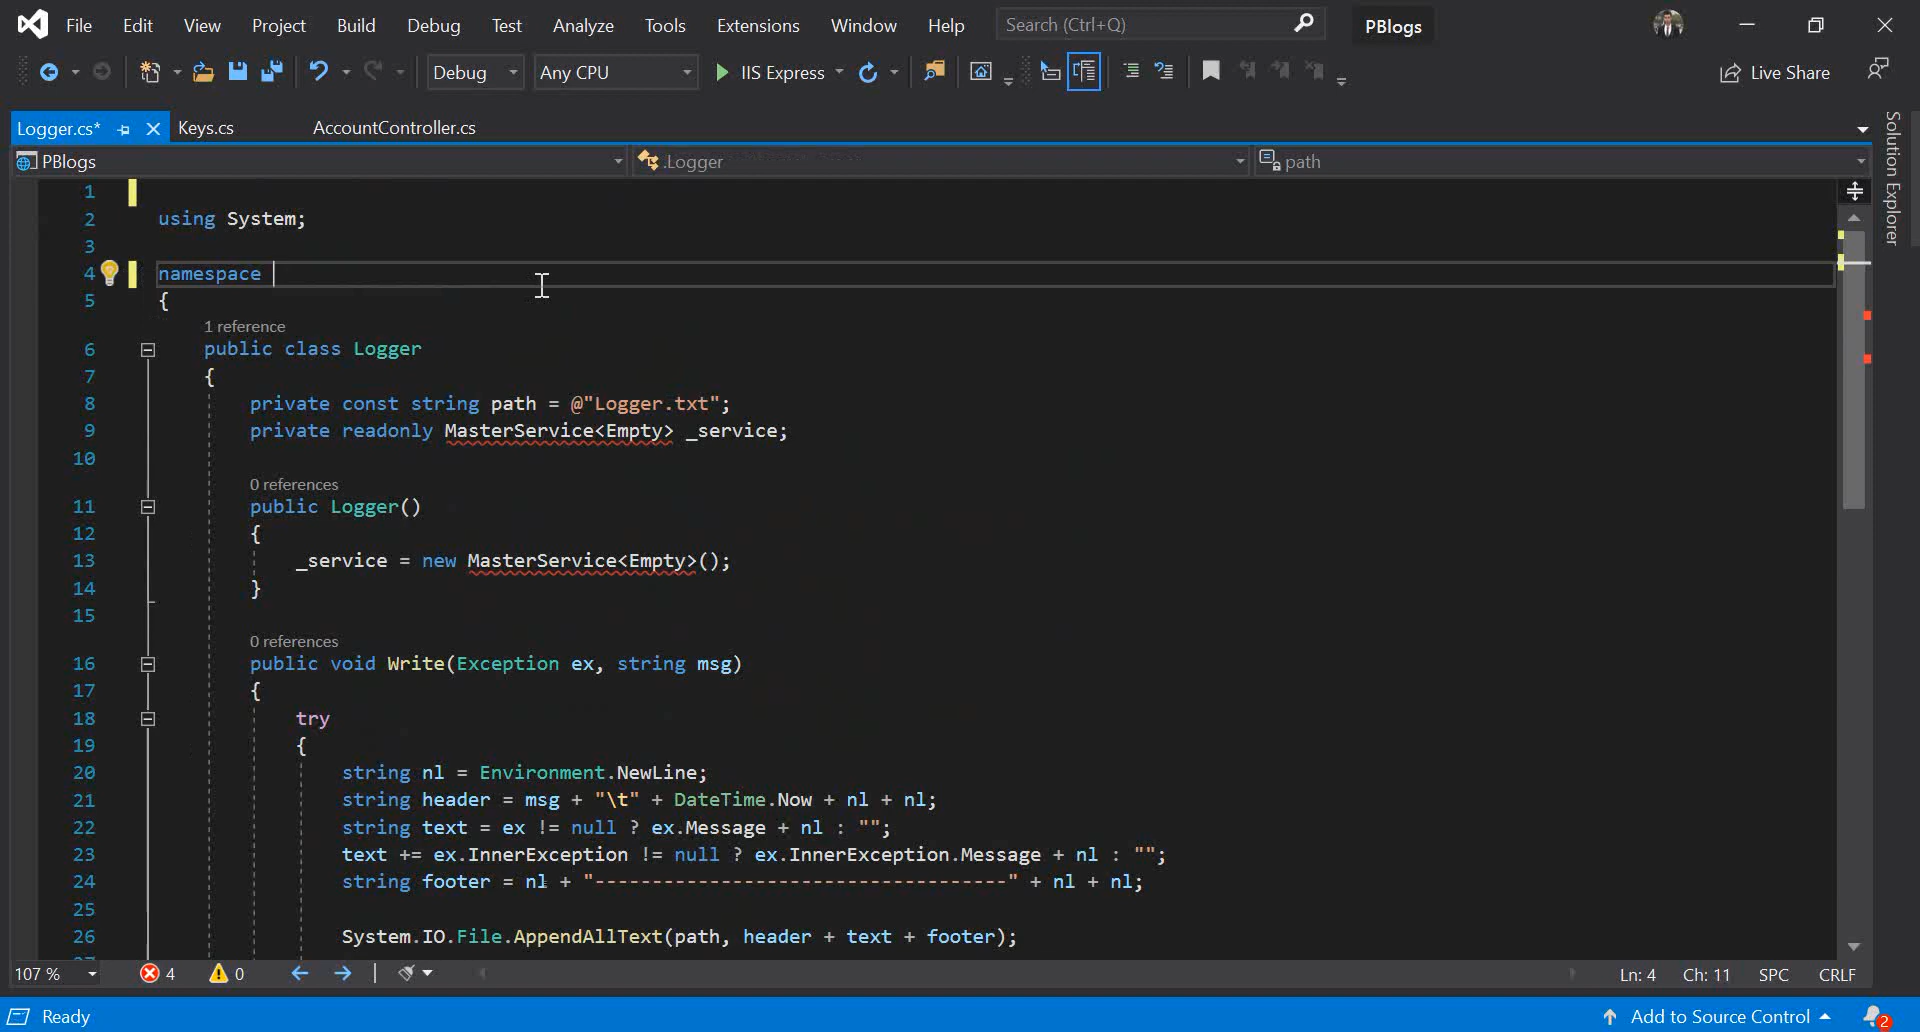 File Edit View Project Build Debug Test Analyze Tools Extensions Window Help Search (Ctrl+Q) PBlogs
Debug Any CPU IIS Express Live Share
Logger.cs* Keys.cs AccountController.cs
PBlogs .Logger path
Solution Explorer
1
2 using System;
3
4 namespace
5 {
1 reference
6 public class Logger
7 {
8 private const string path = @"Logger.txt";
9 private readonly MasterService<Empty> _service;
10
0 references
11 public Logger()
12 {
13 _service = new MasterService<Empty>();
14 }
15
0 references
16 public void Write(Exception ex, string msg)
17 {
18 try
19 {
20 string nl = Environment.NewLine;
21 string header = msg + "\t" + DateTime.Now + nl + nl;
22 string text = ex != null ? ex.Message + nl : "";
23 text += ex.InnerException != null ? ex.InnerException.Message + nl : "";
24 string footer = nl + "------------------------------------" + nl + nl;
25
26 System.IO.File.AppendAllText(path, header + text + footer);
107 % 4 0 Ln: 4 Ch: 11 SPC CRLF
Ready Add to Source Control 2